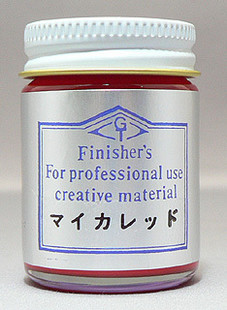 Finisher's
For professional use
creative material
マイカレッド